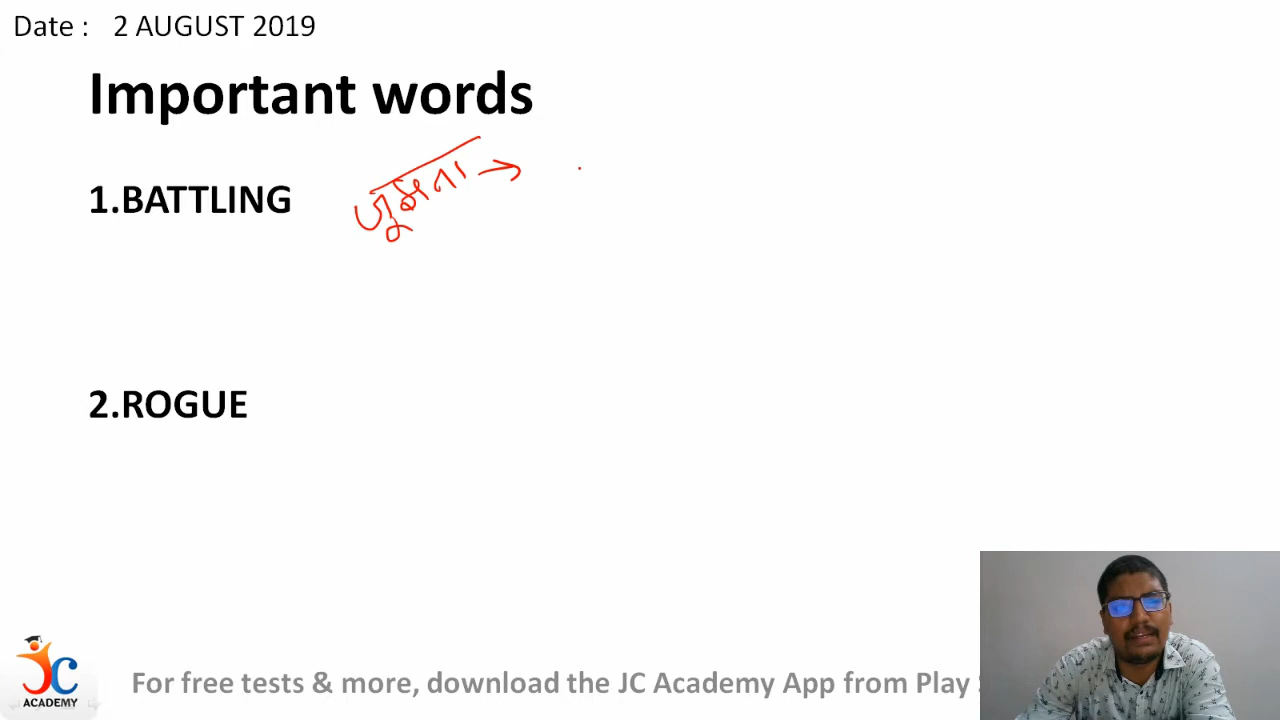 Date : 2 AUGUST 2019
Important words
1.BATTLING
जूझना →
2.ROGUE
JC
ACADEMY
For free tests & more, download the JC Academy App from Play